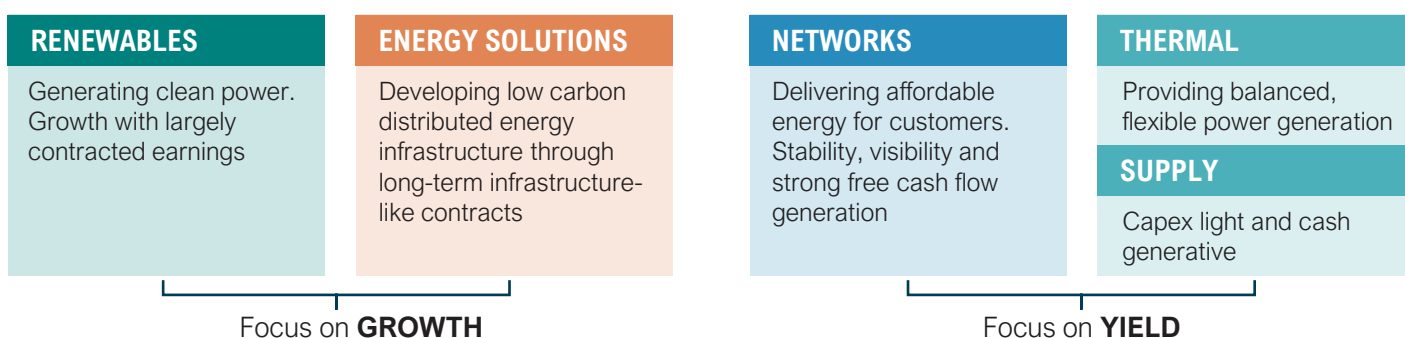 RENEWABLES
Generating clean power.
Growth with largely
contracted earnings
ENERGY SOLUTIONS
Developing low carbon
distributed energy
infrastructure through
long-term infrastructure-
like contracts
Focus on GROWTH
NETWORKS
Delivering affordable
energy for customers.
Stability, visibility and
strong free cash flow
generation
THERMAL
Providing balanced,
flexible power generation
SUPPLY
Capex light and cash
generative
Focus on YIELD